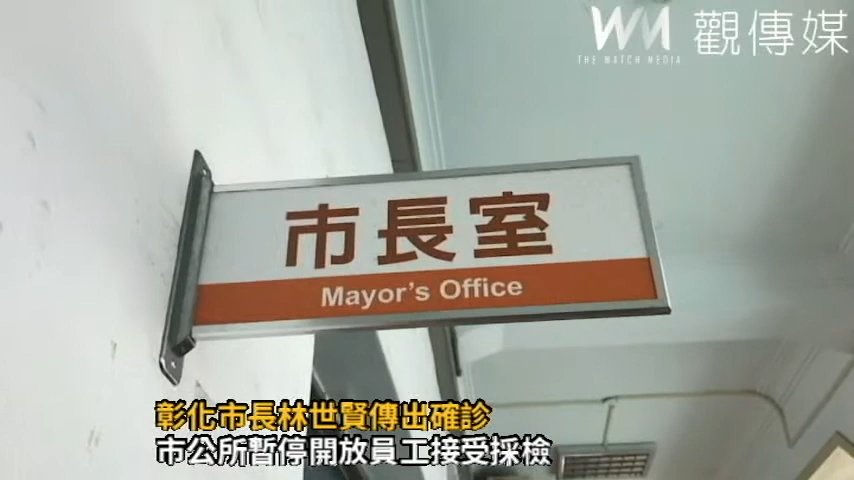 WM 觀傳媒
THE WATCH MEDIA
市長室
Mayor's Office
彰化市長林世賢傳出確診
市公所暫停開放員工接受採檢